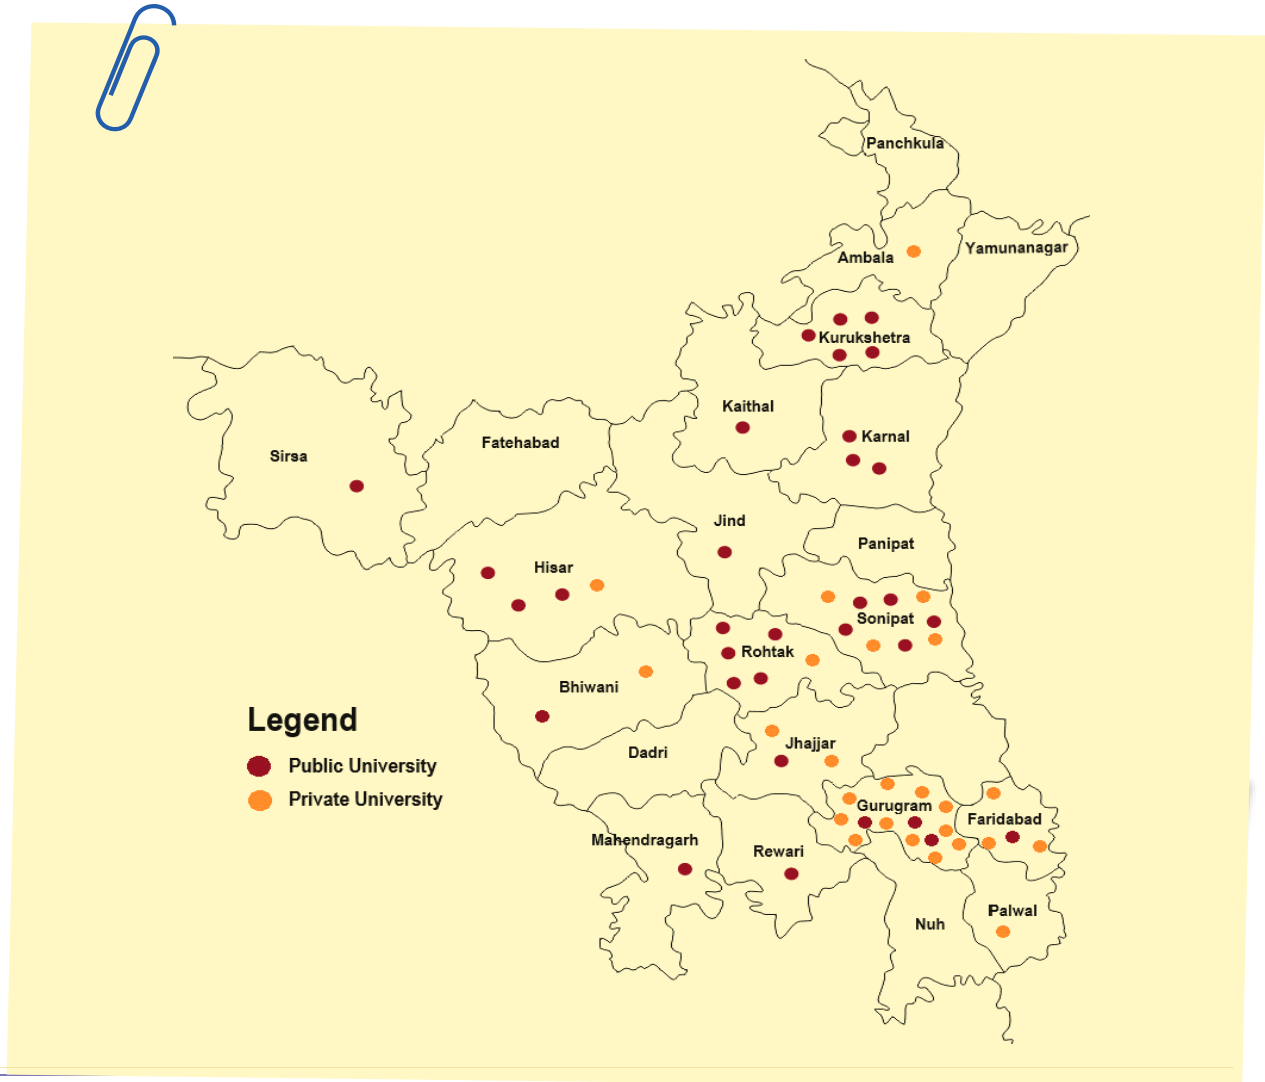 Panchkula
Yamunanagar
Ambala
Kurukshetra
Kaithal
Karnal
Fatehabad
Sirsa
Jind
Panipat
Hisar
Sonipat
Rohtak
Bhiwani
Legend
Public University
Private University
Jhajjar
Dadri
Gurugram
Faridabad
Mahendragarh
Rewari
Palwal
Nuh